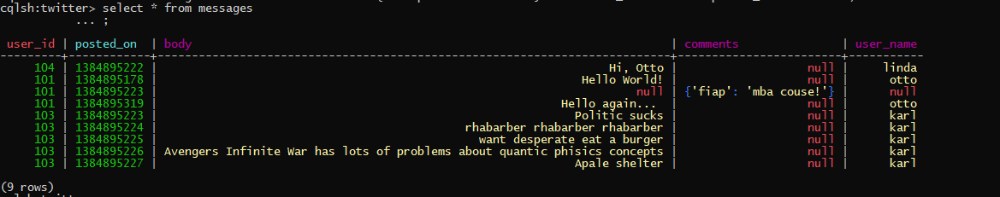 cqlsh:twitter> select * from messages
... ;
user_id | posted_on | body | comments | user_name
---------+------------+---------------------------------------------------------------------------+------------------------+-----------
104 | 1384895222 | Hi, Otto | null | linda
101 | 1384895178 | Hello World! | null | otto
101 | 1384895223 | null | {'fiap': 'mba couse!'} | null
101 | 1384895319 | Hello again... | null | otto
103 | 1384895223 | Politic sucks | null | karl
103 | 1384895224 | rhabarber rhabarber rhabarber | null | karl
103 | 1384895225 | want desperate eat a burger | null | karl
103 | 1384895226 | Avengers Infinite War has lots of problems about quantic phisics concepts | null | karl
103 | 1384895227 | Apale shelter | null | karl
(9 rows)